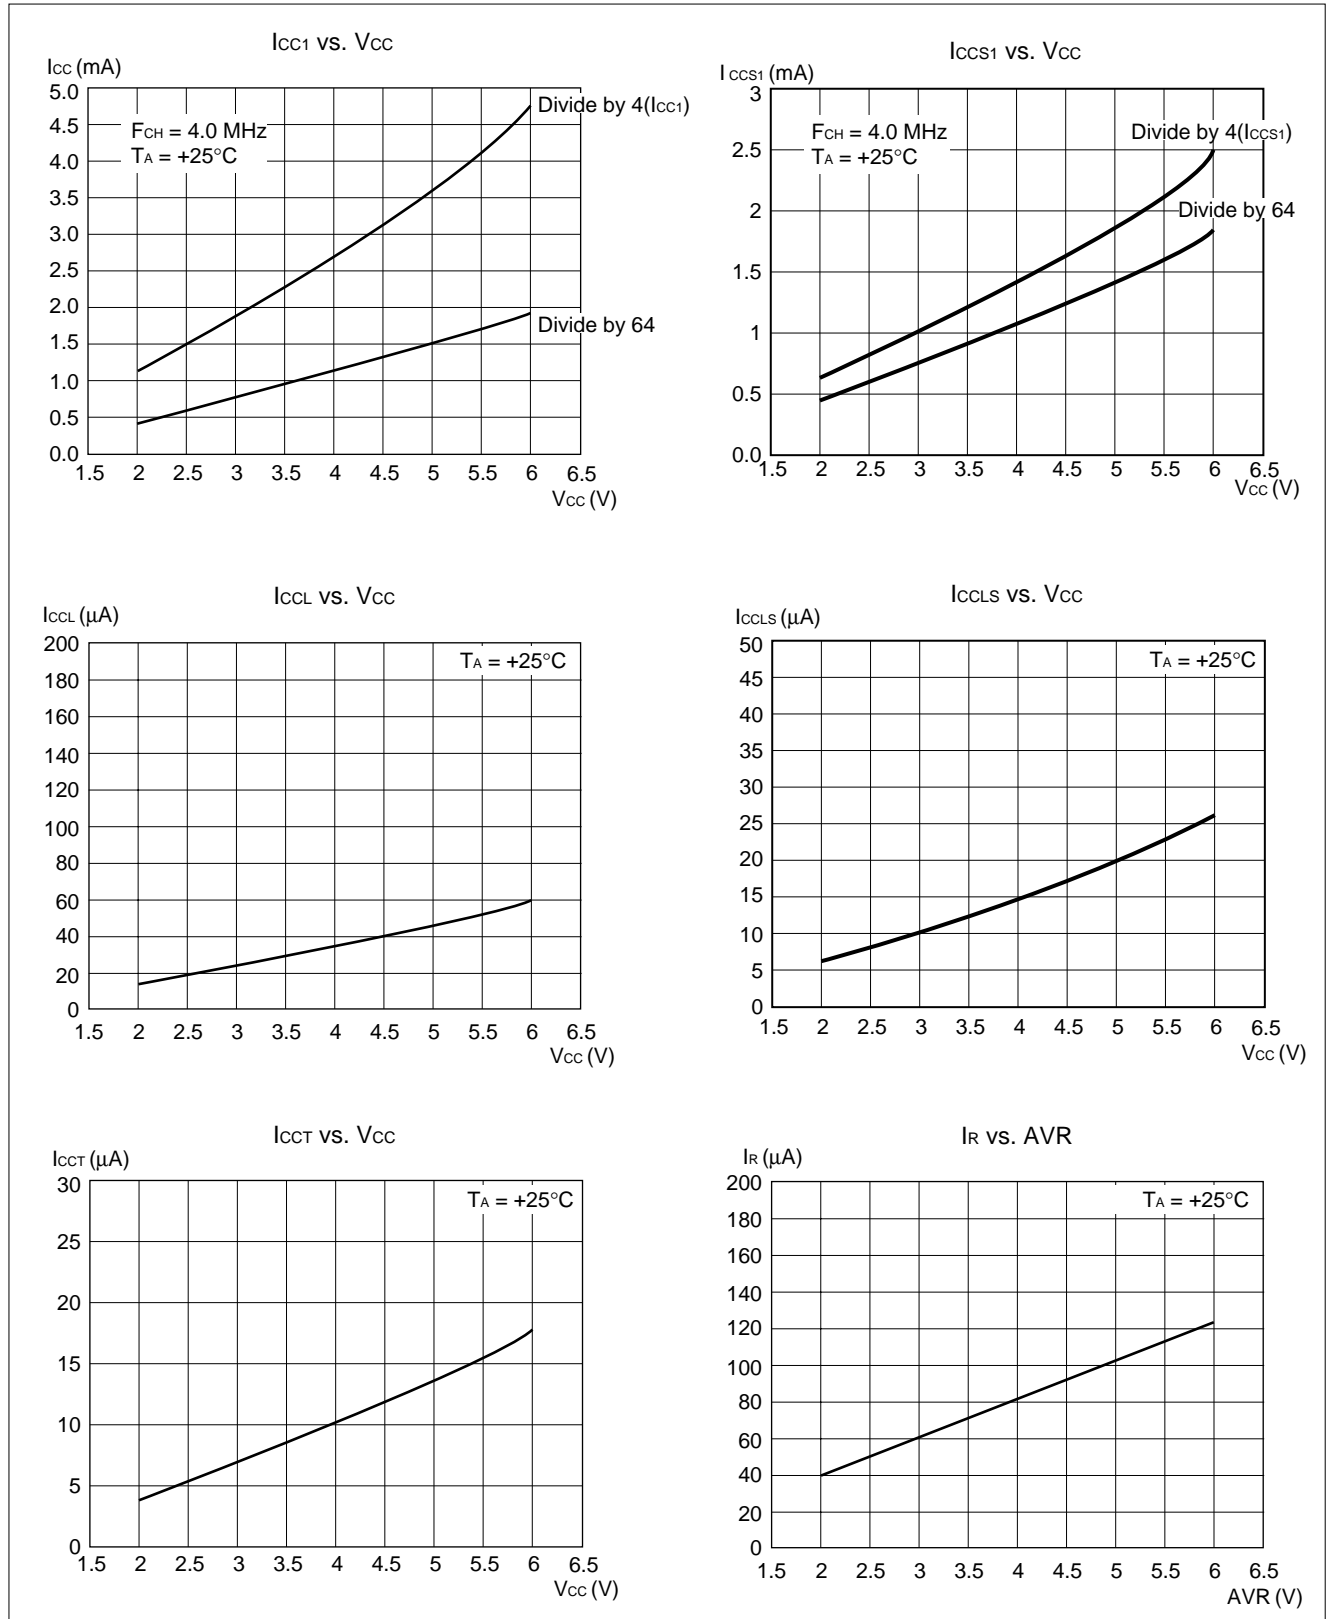 ICC1 vs. VCC
ICC (mA)
5.0
4.5
4.0
3.5
3.0
2.5
2.0
1.5
1.0
0.5
0.0
FCH = 4.0 MHz
TA = +25°C
Divide by 4(ICC1)
Divide by 64
1.5 2 2.5 3 3.5 4 4.5 5 5.5 6 6.5
VCC (V)
ICCS1 vs. VCC
ICCS1 (mA)
3
2.5
2
1.5
1
0.5
0.0
FCH = 4.0 MHz
TA = +25°C
Divide by 4(ICCS1)
Divide by 64
1.5 2 2.5 3 3.5 4 4.5 5 5.5 6 6.5
VCC (V)
ICCL vs. VCC
ICCL (µA)
200
180
160
140
120
100
80
60
40
20
0
TA = +25°C
1.5 2 2.5 3 3.5 4 4.5 5 5.5 6 6.5
VCC (V)
ICCLS vs. VCC
ICCLS (µA)
50
45
40
35
30
25
20
15
10
5
0
TA = +25°C
1.5 2 2.5 3 3.5 4 4.5 5 5.5 6 6.5
VCC (V)
ICCT vs. VCC
ICCT (µA)
30
25
20
15
10
5
0
TA = +25°C
1.5 2 2.5 3 3.5 4 4.5 5 5.5 6 6.5
VCC (V)
IR vs. AVR
IR (µA)
200
180
160
140
120
100
80
60
40
20
0
TA = +25°C
1.5 2 2.5 3 3.5 4 4.5 5 5.5 6 6.5
AVR (V)